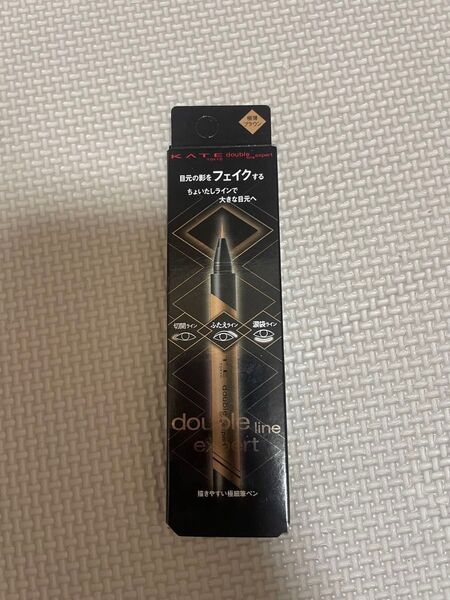 極薄
ブラウン
KATE
TOKYO
double line expert
目元の影をフェイクする
ちょいたしラインで
大きな目元へ
切開ライン
ふたえライン
涙袋ライン
double line
expert
描きやすい極細筆ペン